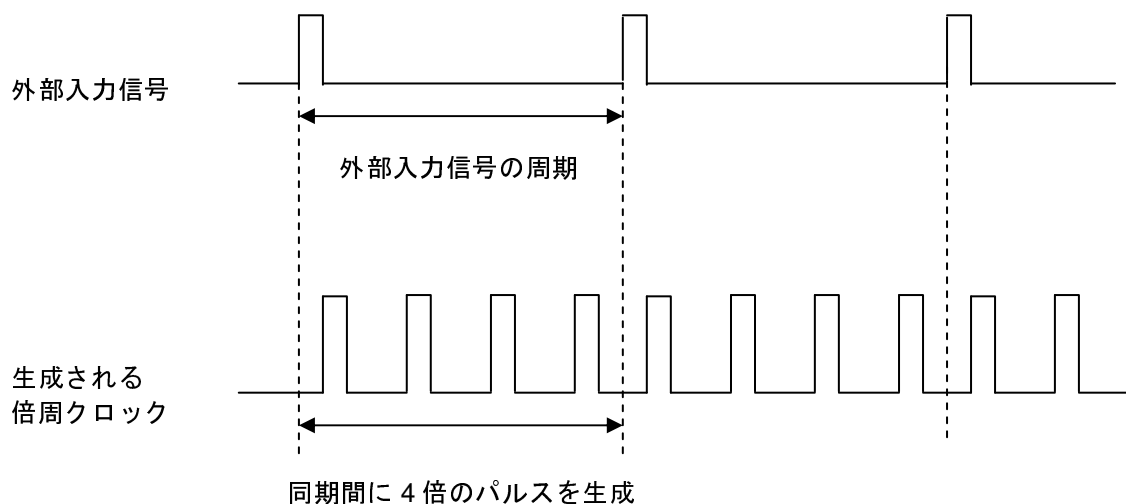 外部入力信号
外部入力信号の周期
生成される
倍周クロック
同期間に 4 倍のパルスを生成